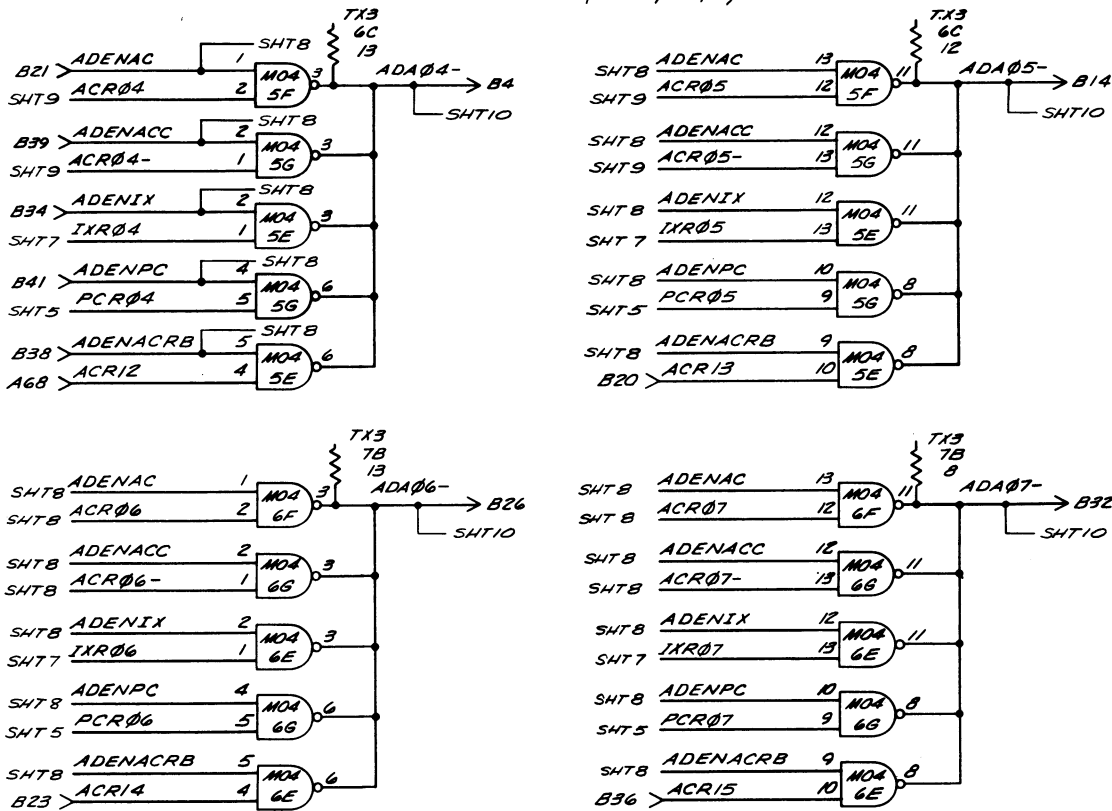 TX3
6C
13
B21 ADENAC SHT8
1
SHT9 ACRØ4 2
MO4
5F
3
ADAØ4- B4
SHT10
B39 ADENACC SHT8
2
SHT9 ACRØ4- 1
MO4
5G
3
B34 ADENIX SHT8
2
SHT7 IXRØ4 1
MO4
5E
3
B41 ADENPC SHT8
4
SHT5 PCRØ4 5
MO4
5G
6
B38 ADENACRB SHT8
5
A68 ACR12 4
MO4
5E
6
TX3
6C
12
SHT8 ADENAC 13
SHT9 ACRØ5 12
MO4
5F
11
ADAØ5- B14
SHT10
SHT8 ADENACC 12
SHT9 ACRØ5- 13
MO4
5G
11
SHT8 ADENIX 12
SHT7 IXRØ5 13
MO4
5E
11
SHT8 ADENPC 10
SHT5 PCRØ5 9
MO4
5G
8
SHT8 ADENACRB 9
B20 ACR13 10
MO4
5E
8
TX3
7B
13
SHT8 ADENAC 1
SHT8 ACRØ6 2
MO4
6F
3
ADAØ6- B26
SHT10
SHT8 ADENACC 2
SHT8 ACRØ6- 1
MO4
6G
3
SHT8 ADENIX 2
SHT7 IXRØ6 1
MO4
6E
3
SHT8 ADENPC 4
SHT5 PCRØ6 5
MO4
6G
6
SHT8 ADENACRB 5
B23 ACR14 4
MO4
6E
6
TX3
7B
8
SHT8 ADENAC 13
SHT8 ACRØ7 12
MO4
6F
11
ADAØ7- B32
SHT10
SHT8 ADENACC 12
SHT8 ACRØ7- 13
MO4
6G
11
SHT8 ADENIX 12
SHT7 IXRØ7 13
MO4
6E
11
SHT8 ADENPC 10
SHT5 PCRØ7 9
MO4
6G
8
SHT8 ADENACRB 9
B36 ACR15 10
MO4
6E
8